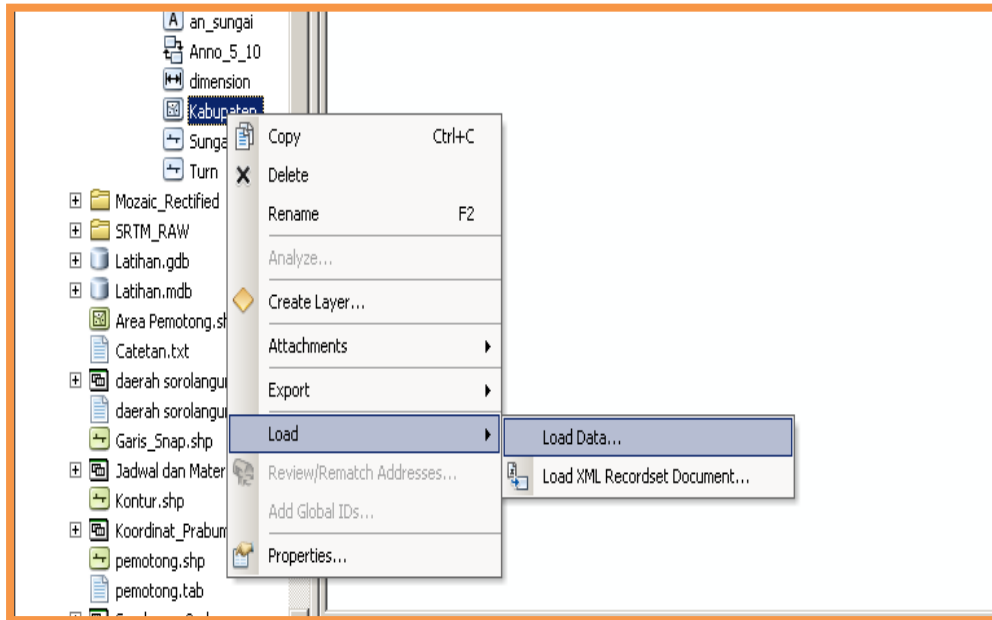 an_sungai
Anno_5_10
dimension
Kabupaten
Sunga
Turn
Mozaic_Rectified
SRTM_RAW
Latihan.gdb
Latihan.mdb
Area Pemotong.sh
Catetan.txt
daerah sorolangu
daerah sorolangu
Garis_Snap.shp
Jadwal dan Mater
Kontur.shp
Koordinat_Prabum
pemotong.shp
pemotong.tab
Copy Ctrl+C
Delete
Rename F2
Analyze...
Create Layer...
Attachments
Export
Load
Review/Rematch Addresses...
Add Global IDs...
Properties...
Load Data...
Load XML Recordset Document...